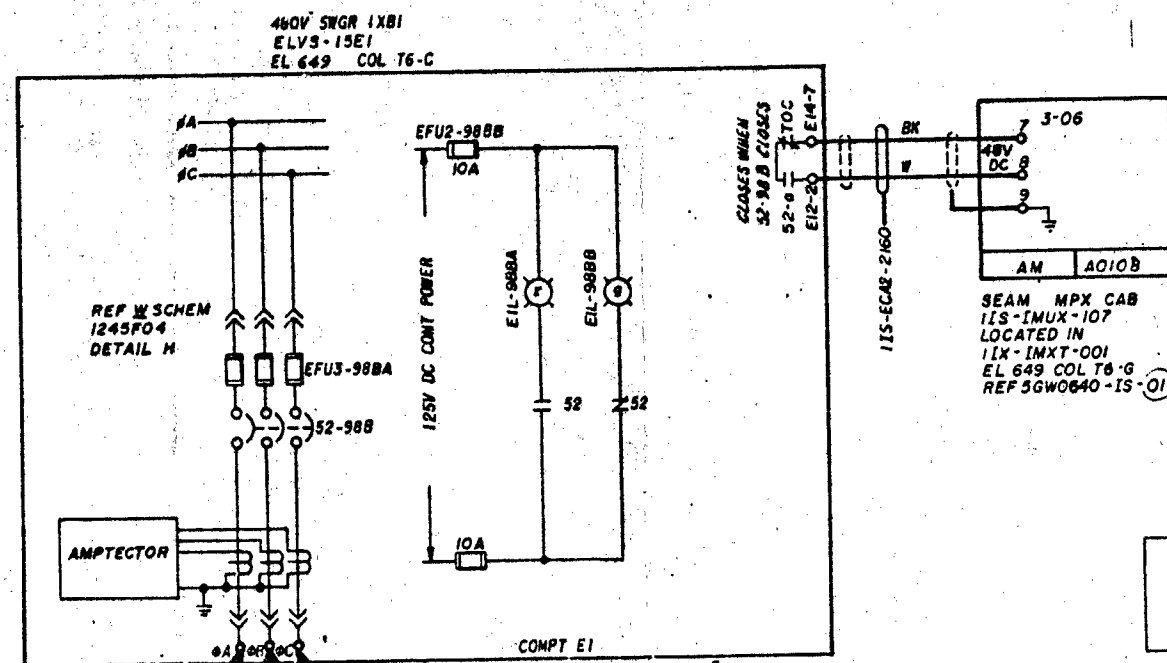 480V SWGR 1XB1
ELVS-15E1
EL 649 COL T6-C
ØA
ØB
ØC
REF W SCHEM
1245F04
DETAIL H
EFU3-98BA
52-98B
AMPTECTOR
ØA ØB ØC
EFU2-98BB
10A
125V DC CONT POWER
EIL-98BA
r
EIL-98BB
g
52
52
10A
COMPT E1
CLOSES WHEN
52-98B CLOSES
52-a TOC
E12-2 E14-7
BK
W
1IS-ECA2-2160
7
3-06
48V
DC
8
9
AM A010B
SEAM MPX CAB
1IS-IMUX-107
LOCATED IN
1IX-IMXT-001
EL 649 COL T6-G
REF 5GW0640-IS-01